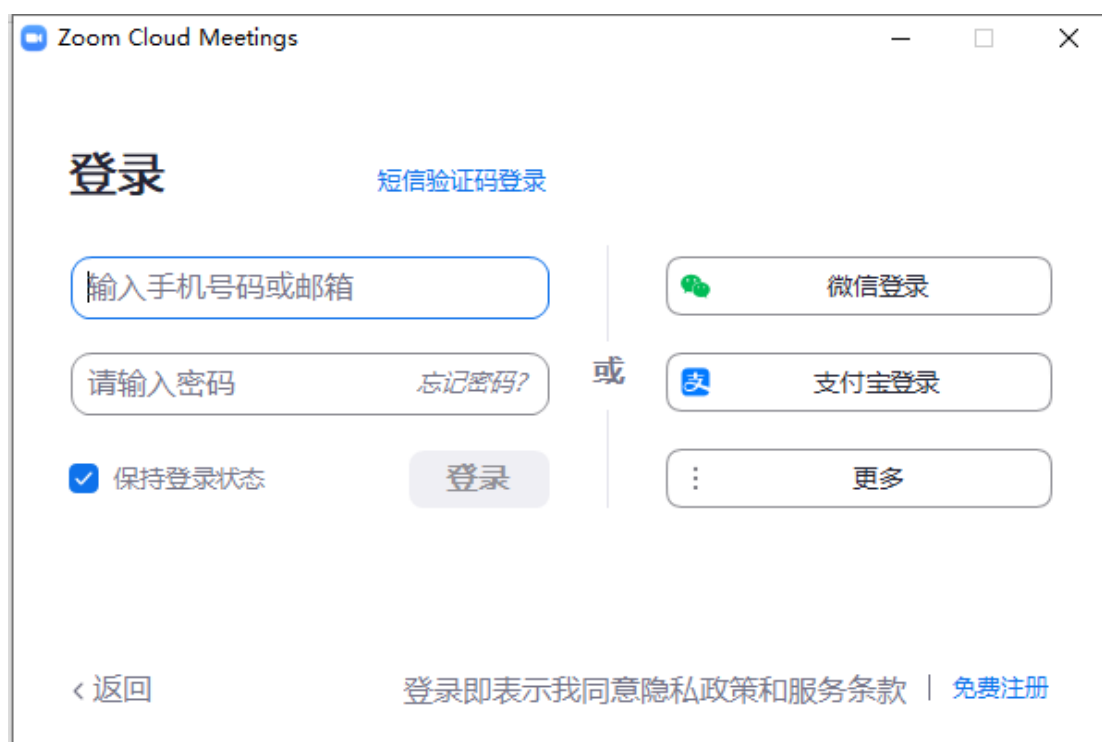 Zoom Cloud Meetings
登录
短信验证码登录
输入手机号码或邮箱
请输入密码
忘记密码?
保持登录状态
登录
或
微信登录
支
支付宝登录
更多
返回
登录即表示我同意隐私政策和服务条款
免费注册